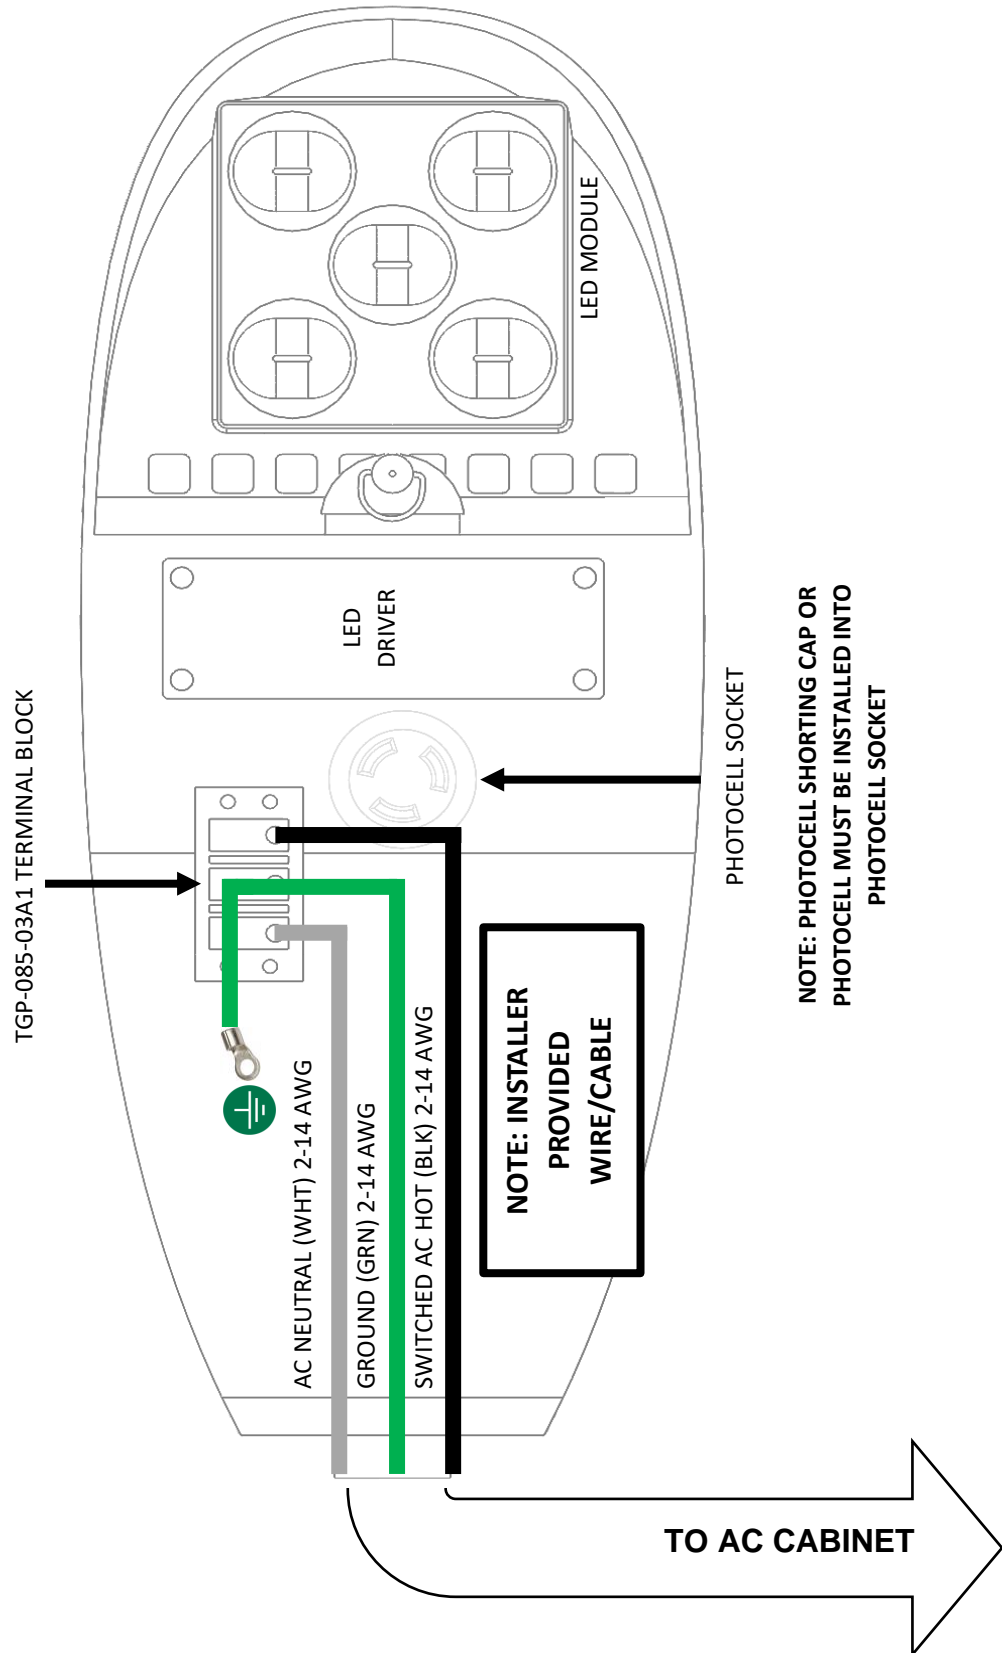 LED MODULE
LED
DRIVER
TGP-085-03A1 TERMINAL BLOCK
PHOTOCELL SOCKET
NOTE: PHOTOCELL SHORTING CAP OR
PHOTOCELL MUST BE INSTALLED INTO
PHOTOCELL SOCKET
AC NEUTRAL (WHT) 2-14 AWG
GROUND (GRN) 2-14 AWG
SWITCHED AC HOT (BLK) 2-14 AWG
NOTE: INSTALLER
PROVIDED
WIRE/CABLE
TO AC CABINET